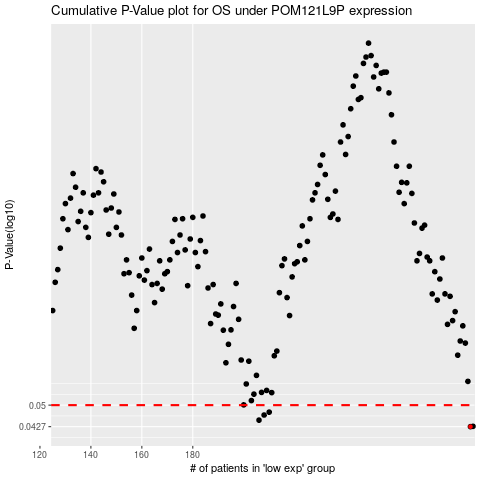 Cumulative P-Value plot for OS under POM121L9P expression
P-Value(log10)
0.05
0.0427
120 140 160 180
# of patients in 'low exp' group